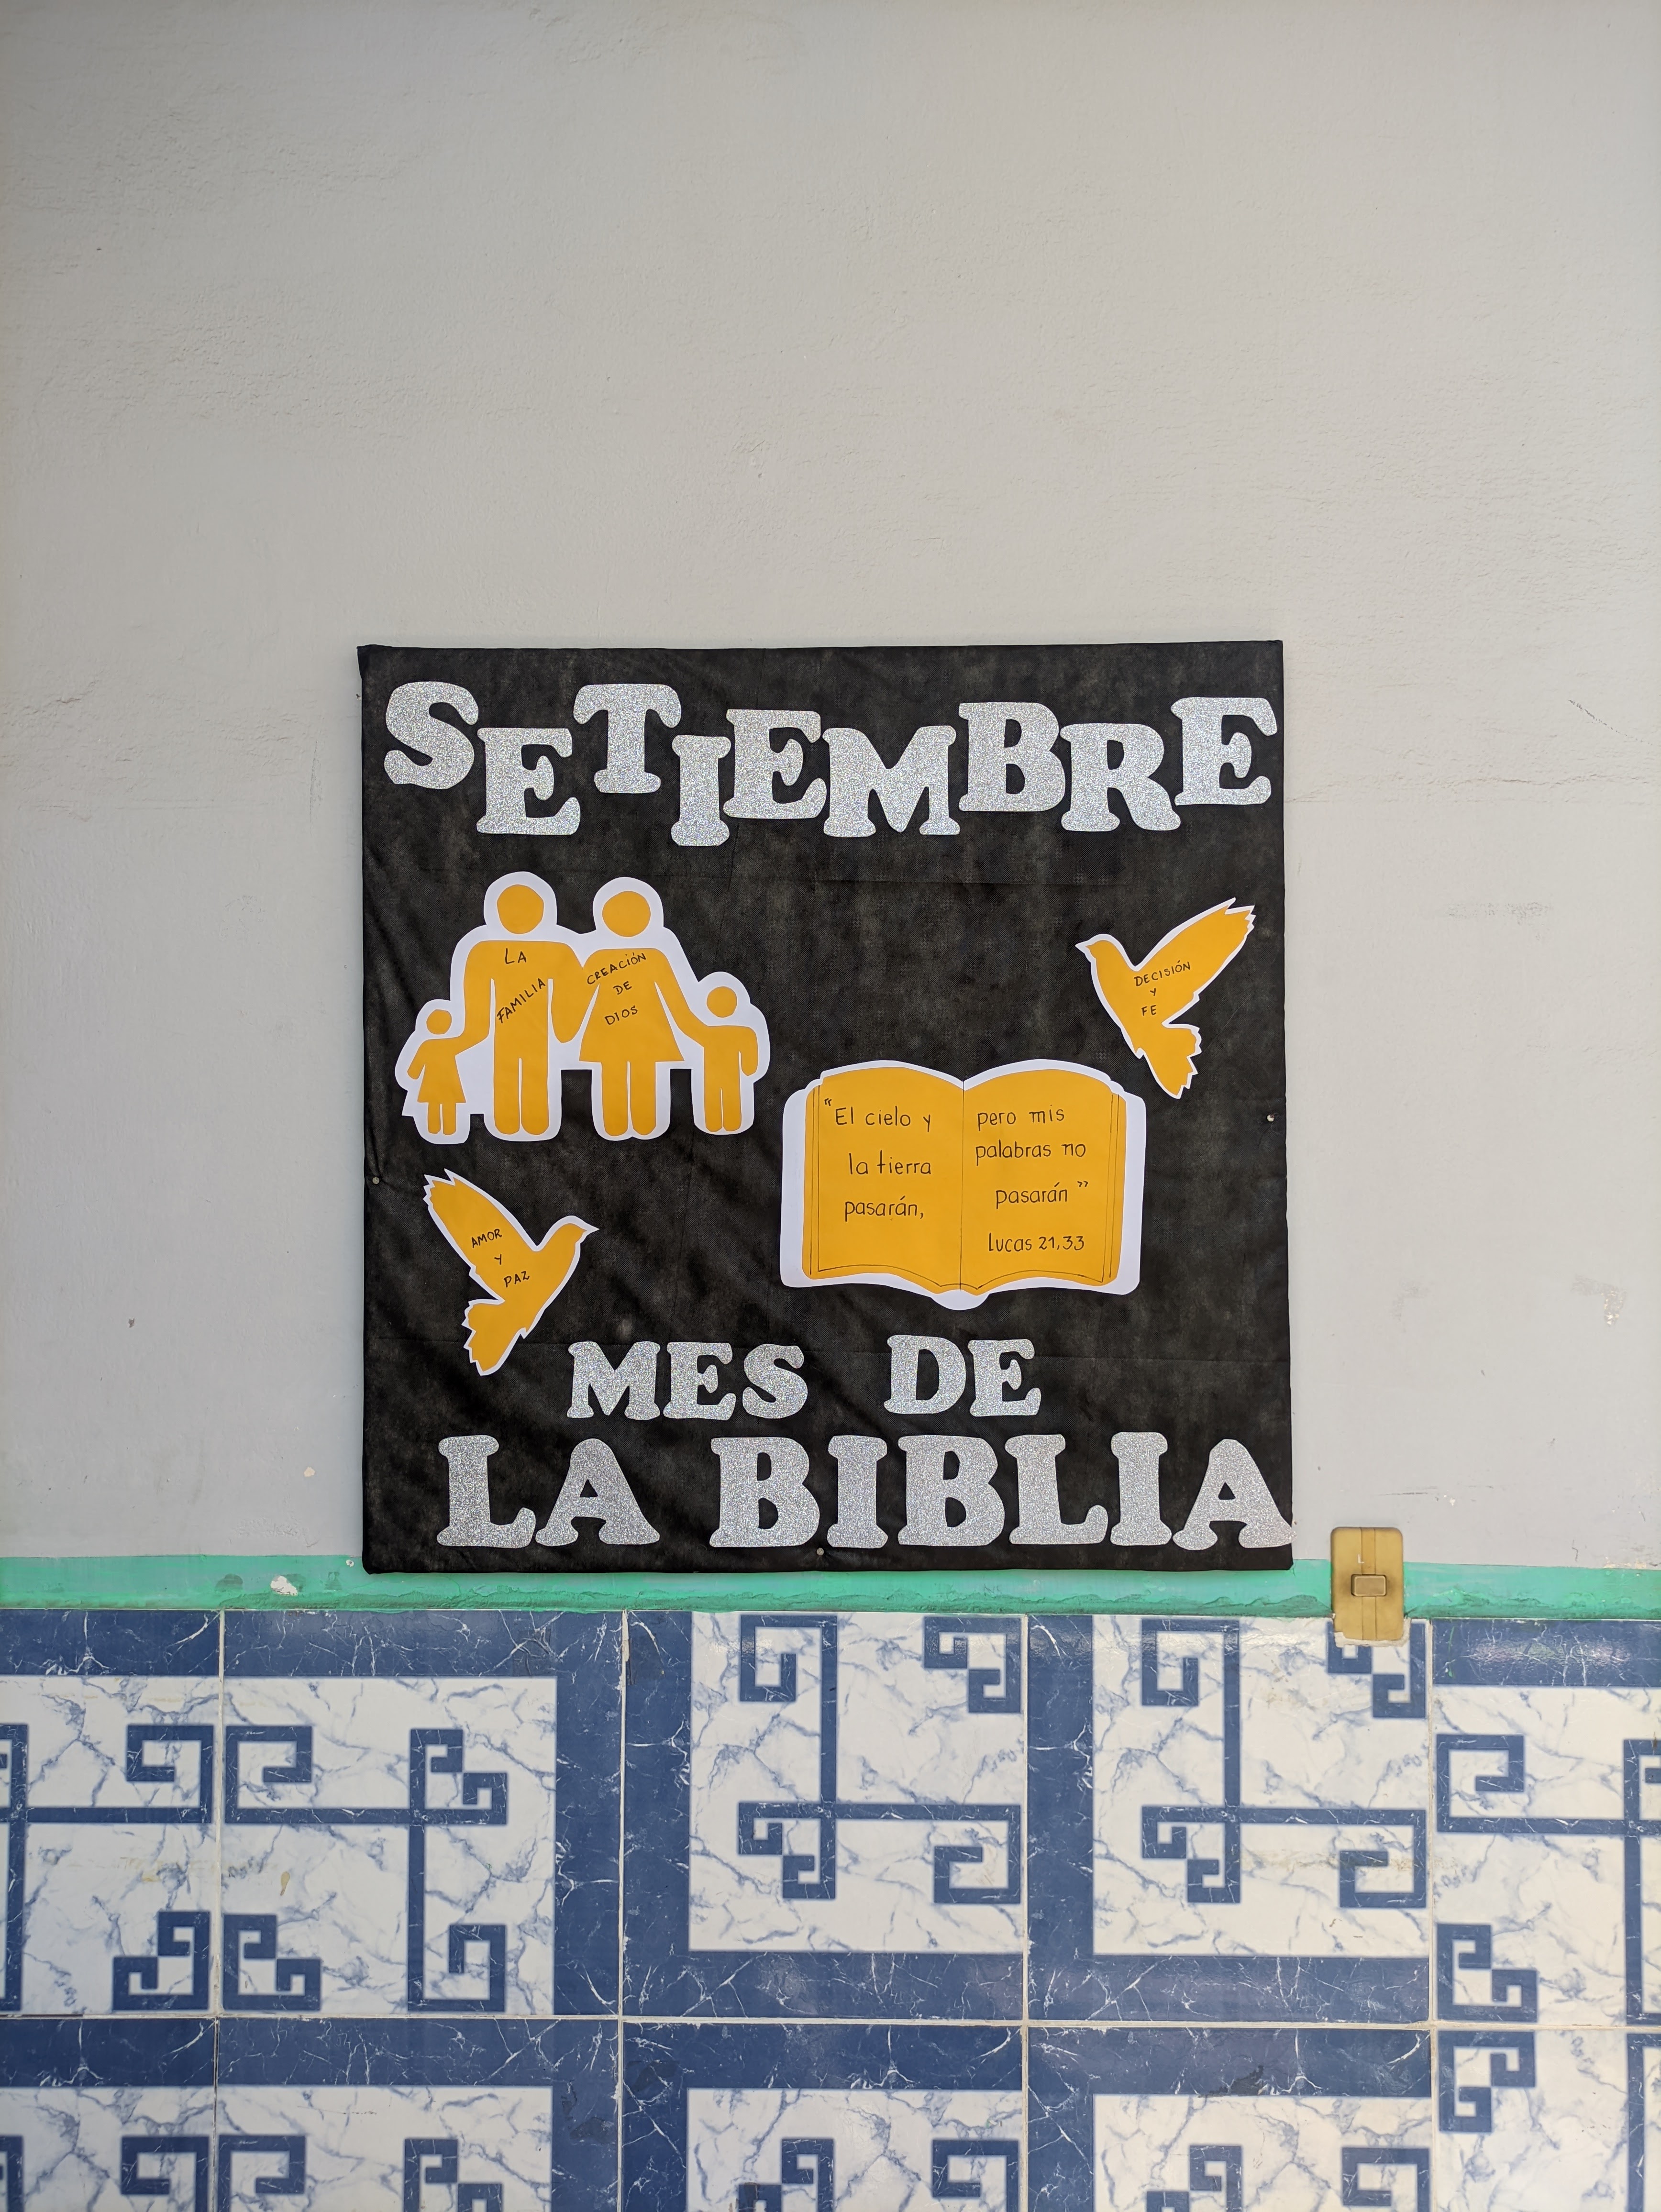 SETIEMBRE
LA
FAMILIA
CREACIÓN
DE
DIOS
DECISIÓN
Y
FE
"El cielo y
la tierra
pasarán,
pero mis
palabras no
pasarán"
Lucas 21,33
AMOR
Y
PAZ
MES DE
LA BIBLIA